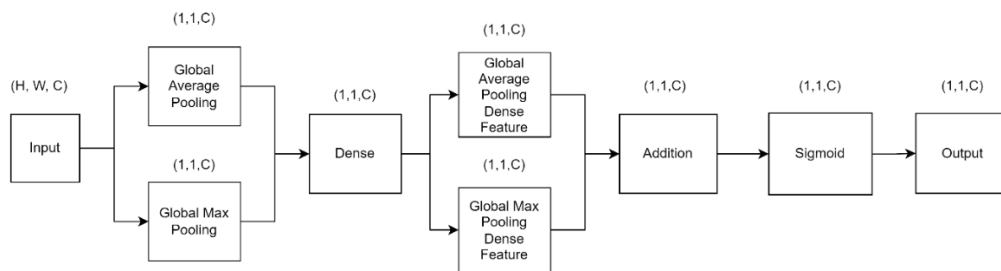 (1,1,C)
(1,1,C)
(H, W, C)
Global
Average
Pooling
(1,1,C)
Global
Average
Pooling
Dense
Feature
(1,1,C)
(1,1,C)
(1,1,C)
Input
Dense
Addition
Sigmoid
Output
(1,1,C)
(1,1,C)
Global Max
Pooling
Global Max
Pooling
Dense
Feature